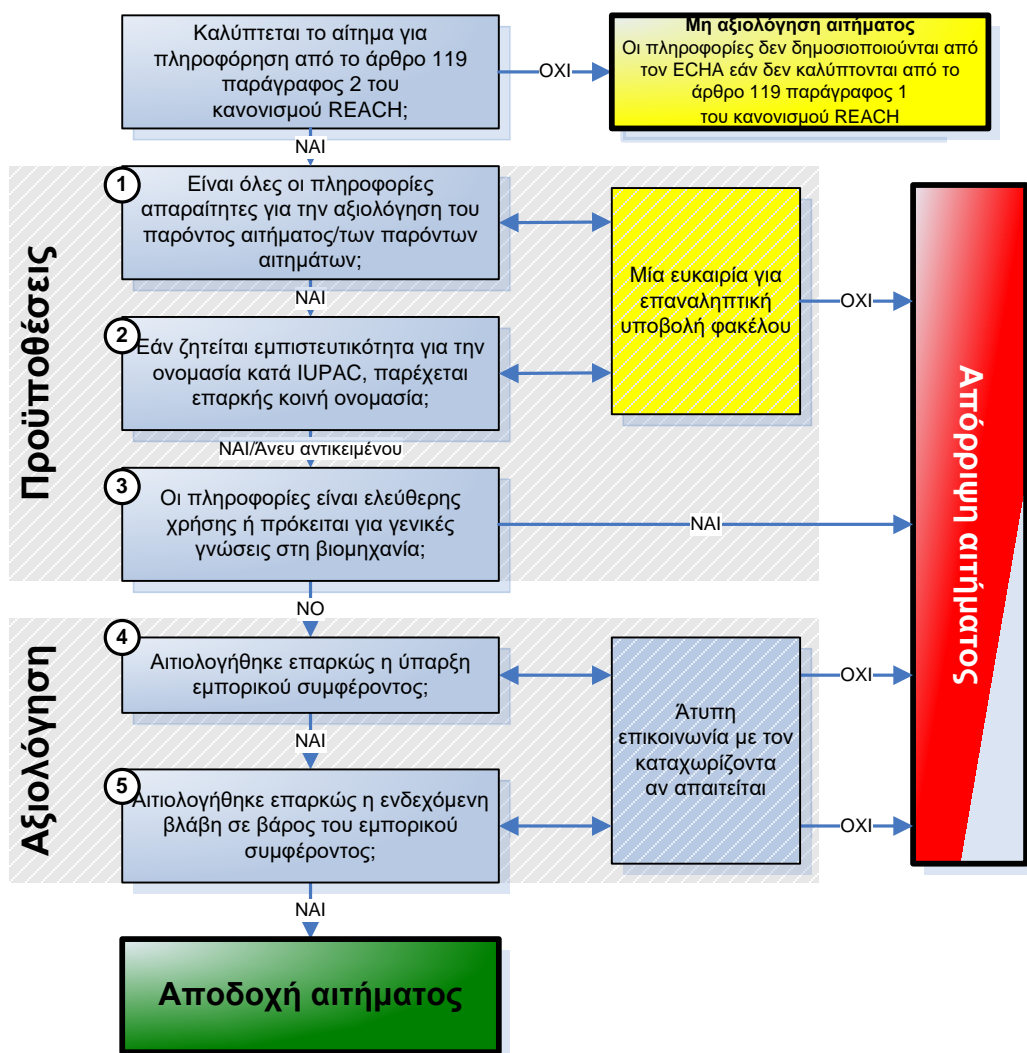 Καλύπτεται το αίτημα για
πληροφόρηση από το άρθρο 119
παράγραφος 2 του
κανονισμού REACH;
ΟΧΙ
Μη αξιολόγηση αιτήματος
Οι πληροφορίες δεν δημοσιοποιούνται από
τον ECHA εάν δεν καλύπτονται από το
άρθρο 119 παράγραφος 1
του κανονισμού REACH
ΝΑΙ
Προϋποθέσεις
1
Είναι όλες οι πληροφορίες
απαραίτητες για την αξιολόγηση του
παρόντος αιτήματος/των παρόντων
αιτημάτων;
ΝΑΙ
2
Εάν ζητείται εμπιστευτικότητα για την
ονομασία κατά IUPAC, παρέχεται
επαρκής κοινή ονομασία;
Μία ευκαιρία για
επαναληπτική
υποβολή φακέλου
ΟΧΙ
ΝΑΙ/Άνευ αντικειμένου
3
Οι πληροφορίες είναι ελεύθερης
χρήσης ή πρόκειται για γενικές
γνώσεις στη βιομηχανία;
ΝΑΙ
Απόρριψη αιτήματος
NO
Αξιολόγηση
4
Αιτιολογήθηκε επαρκώς η ύπαρξη
εμπορικού συμφέροντος;
ΟΧΙ
ΝΑΙ
Άτυπη
επικοινωνία με τον
καταχωρίζοντα
αν απαιτείται
5
Αιτιολογήθηκε επαρκώς η ενδεχόμενη
βλάβη σε βάρος του εμπορικού
συμφέροντος;
ΟΧΙ
ΝΑΙ
Αποδοχή αιτήματος